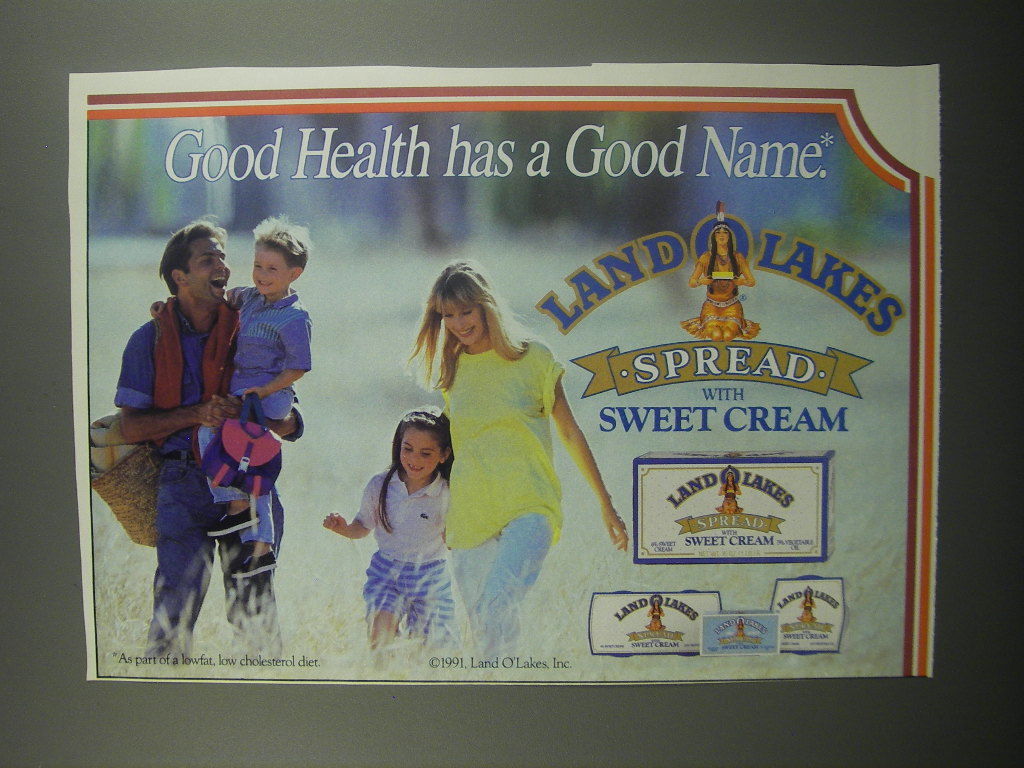 Good Health has a Good Name.*
LAND O LAKES
®
· SPREAD ·
WITH
SWEET CREAM
LAND O LAKES
SPREAD
WITH
SWEET CREAM
LAND O LAKES
SPREAD
SWEET CREAM
LAND O LAKES
SPREAD
SWEET CREAM
LAND O LAKES
SPREAD
SWEET CREAM
*As part of a lowfat, low cholesterol diet.
©1991, Land O'Lakes, Inc.